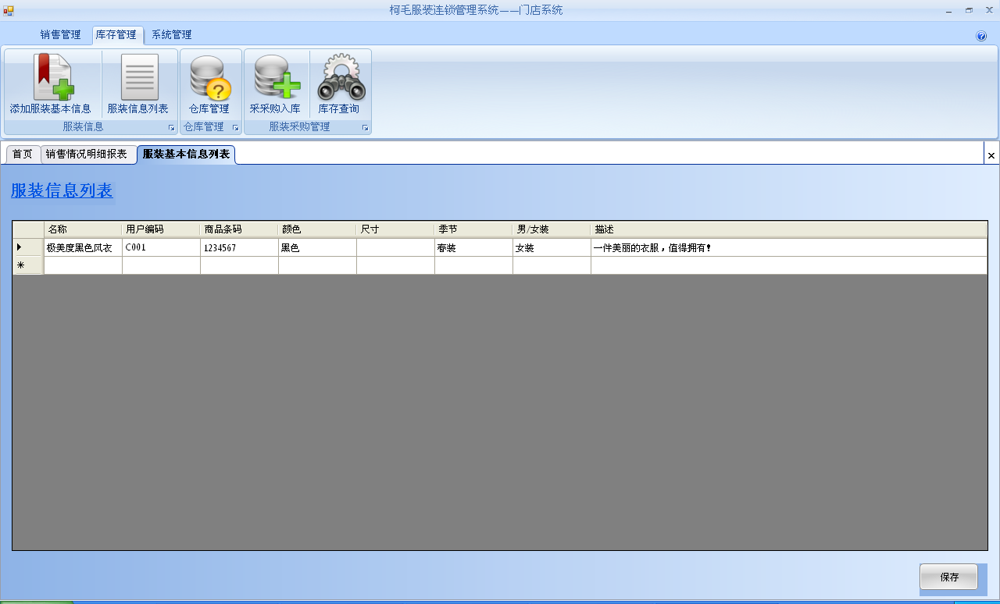 柯毛服装连锁管理系统——门店系统
销售管理 库存管理 系统管理
添加服装基本信息 服装信息列表 仓库管理 采采购入库 库存查询
服装信息 仓库管理 服装采购管理
首页 销售情况明细报表 服装基本信息列表
服装信息列表
名称 用户编码 商品条码 颜色 尺寸 季节 男/女装 描述
极美度黑色风衣 C001 1234567 黑色 春装 女装 一件美丽的衣服，值得拥有!
保存